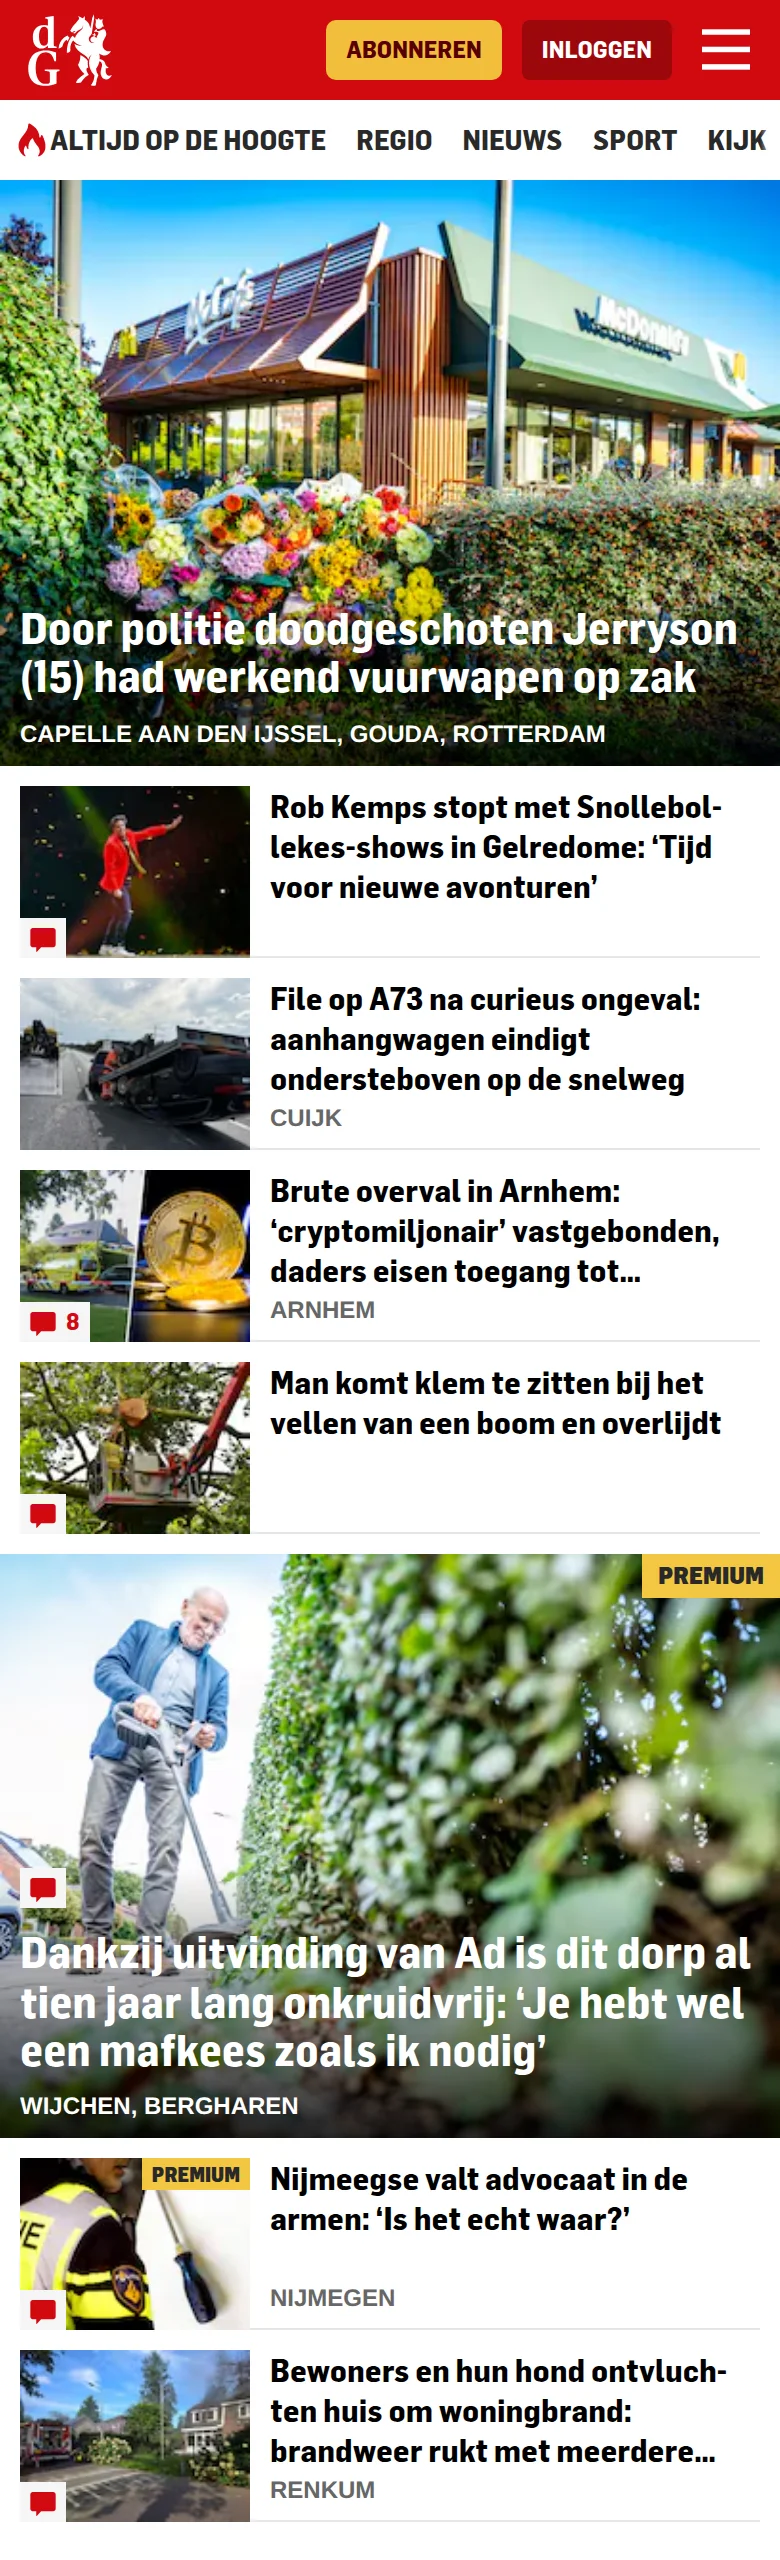 dG
ABONNEREN
INLOGGEN
ALTIJD OP DE HOOGTE
REGIO
NIEUWS
SPORT
KIJK
McCafé
McDonald's
Door politie doodgeschoten Jerryson
(15) had werkend vuurwapen op zak
CAPELLE AAN DEN IJSSEL, GOUDA, ROTTERDAM
Rob Kemps stopt met Snollebol-
lekes-shows in Gelredome: ‘Tijd
voor nieuwe avonturen’
File op A73 na curieus ongeval:
aanhangwagen eindigt
ondersteboven op de snelweg
CUIJK
Brute overval in Arnhem:
‘cryptomiljonair’ vastgebonden,
daders eisen toegang tot...
8
ARNHEM
Man komt klem te zitten bij het
vellen van een boom en overlijdt
PREMIUM
Dankzij uitvinding van Ad is dit dorp al
tien jaar lang onkruidvrij: ‘Je hebt wel
een mafkees zoals ik nodig’
WIJCHEN, BERGHAREN
PREMIUM
Nijmeegse valt advocaat in de
armen: ‘Is het echt waar?’
NIJMEGEN
Bewoners en hun hond ontvluch-
ten huis om woningbrand:
brandweer rukt met meerdere...
RENKUM